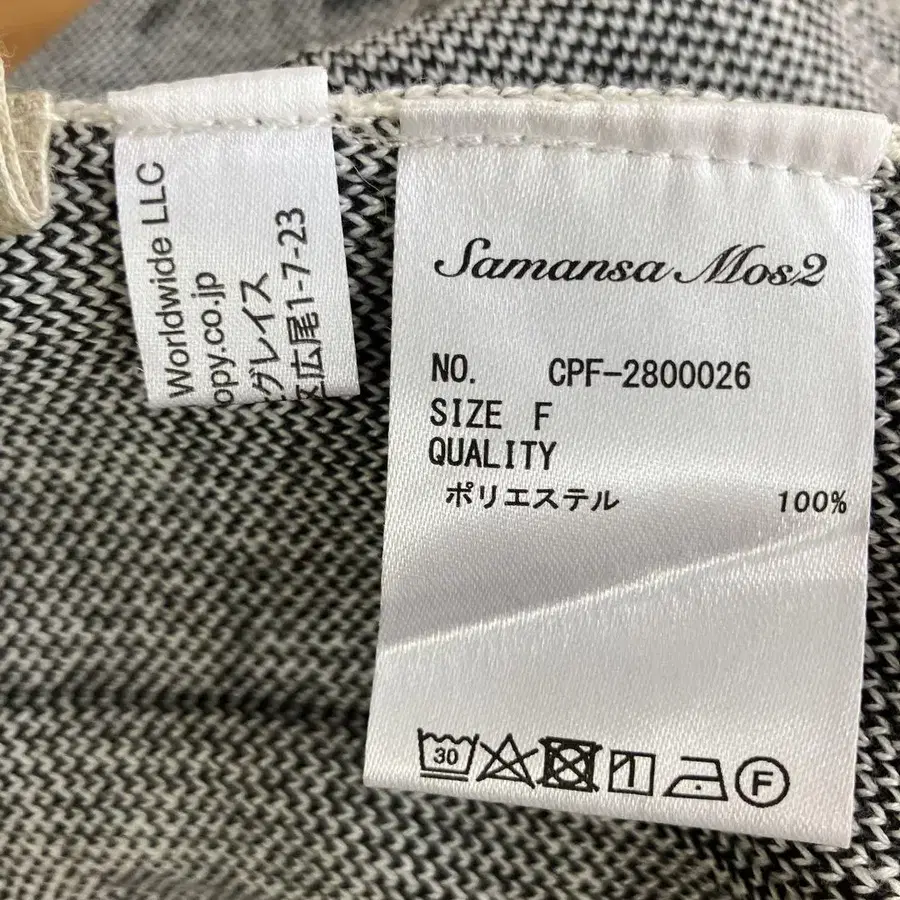 Worldwide LLC
opy.co.jp
グレイス
区広尾1-7-23
Samansa Mos2
NO. CPF-2800026
SIZE F
QUALITY
ポリエステル 100%
30
F